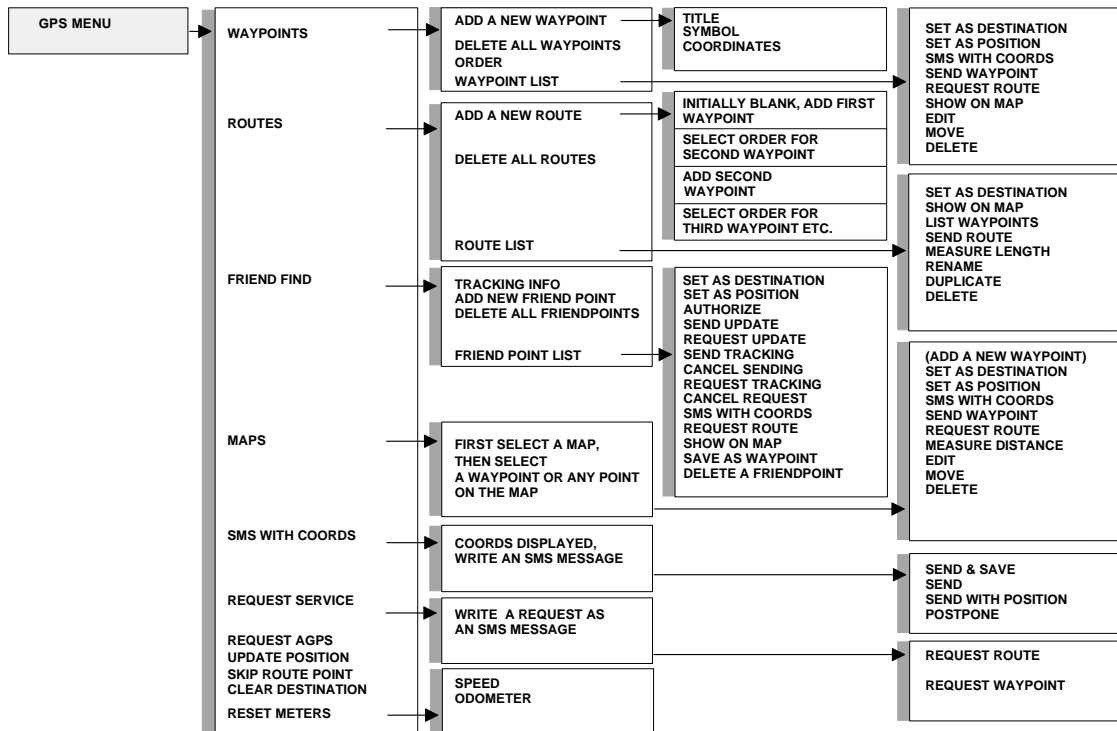 GPS MENU
WAYPOINTS
ROUTES
FRIEND FIND
MAPS
SMS WITH COORDS
REQUEST SERVICE
REQUEST AGPS
UPDATE POSITION
SKIP ROUTE POINT
CLEAR DESTINATION
RESET METERS
ADD A NEW WAYPOINT
DELETE ALL WAYPOINTS
ORDER
WAYPOINT LIST
ADD A NEW ROUTE
DELETE ALL ROUTES
ROUTE LIST
TRACKING INFO
ADD NEW FRIEND POINT
DELETE ALL FRIENDPOINTS
FRIEND POINT LIST
FIRST SELECT A MAP,
THEN SELECT
A WAYPOINT OR ANY POINT
ON THE MAP
COORDS DISPLAYED,
WRITE AN SMS MESSAGE
WRITE A REQUEST AS
AN SMS MESSAGE
SPEED
ODOMETER
TITLE
SYMBOL
COORDINATES
INITIALLY BLANK, ADD FIRST
WAYPOINT
SELECT ORDER FOR
SECOND WAYPOINT
ADD SECOND
WAYPOINT
SELECT ORDER FOR
THIRD WAYPOINT ETC.
SET AS DESTINATION
SET AS POSITION
AUTHORIZE
SEND UPDATE
REQUEST UPDATE
SEND TRACKING
CANCEL SENDING
REQUEST TRACKING
CANCEL REQUEST
SMS WITH COORDS
REQUEST ROUTE
SHOW ON MAP
SAVE AS WAYPOINT
DELETE A FRIENDPOINT
SET AS DESTINATION
SET AS POSITION
SMS WITH COORDS
SEND WAYPOINT
REQUEST ROUTE
SHOW ON MAP
EDIT
MOVE
DELETE
SET AS DESTINATION
SHOW ON MAP
LIST WAYPOINTS
SEND ROUTE
MEASURE LENGTH
RENAME
DUPLICATE
DELETE
(ADD A NEW WAYPOINT)
SET AS DESTINATION
SET AS POSITION
SMS WITH COORDS
SEND WAYPOINT
REQUEST ROUTE
MEASURE DISTANCE
EDIT
MOVE
DELETE
SEND & SAVE
SEND
SEND WITH POSITION
POSTPONE
REQUEST ROUTE
REQUEST WAYPOINT